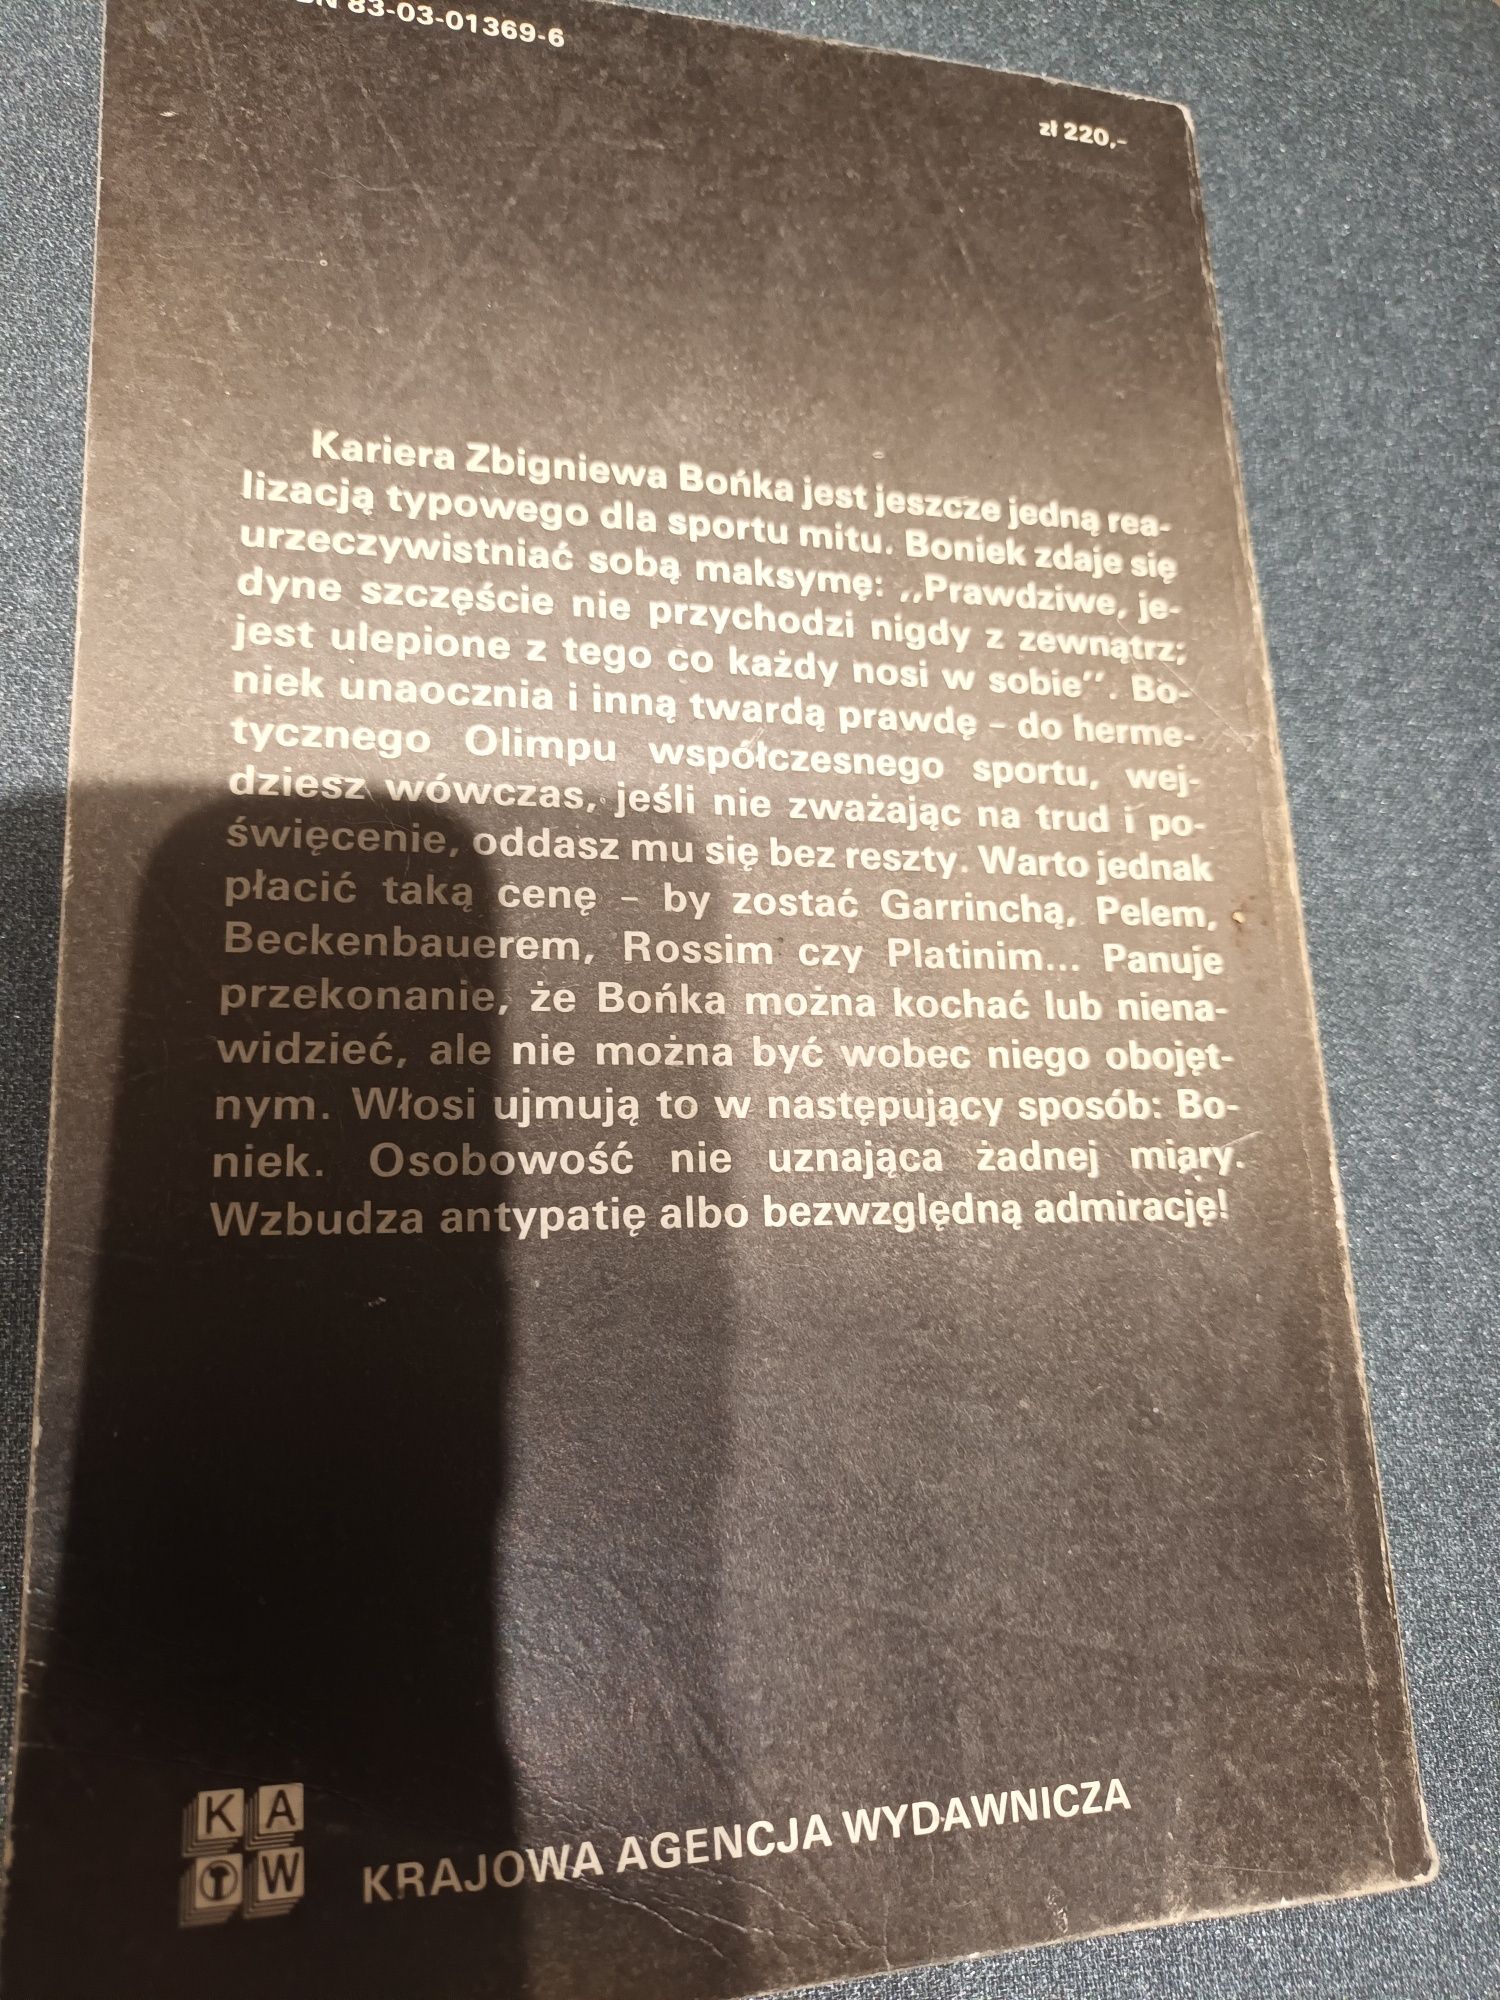 83-03-01369-6
zł 220,-
Kariera Zbigniewa Bońka jest jeszcze jedną rea-
lizacją typowego dla sportu mitu. Boniek zdaje się
urzeczywistniać sobą maksymę: ,,Prawdziwe, je-
dyne szczęście nie przychodzi nigdy z zewnątrz;
jest ulepione z tego co każdy nosi w sobie''. Bo-
niek unaocznia i inną twardą prawdę – do herme-
tycznego Olimpu współczesnego sportu, wej-
dziesz wówczas, jeśli nie zważając na trud i po-
święcenie, oddasz mu się bez reszty. Warto jednak
płacić taką cenę – by zostać Garrinchą, Pelem,
Beckenbauerem, Rossim czy Platinim... Panuje
przekonanie, że Bońka można kochać lub niena-
widzieć, ale nie można być wobec niego obojęt-
nym. Włosi ujmują to w następujący sposób: Bo-
niek. Osobowość nie uznająca żadnej miary.
Wzbudza antypatię albo bezwzględną admirację!
K A
W
KRAJOWA AGENCJA WYDAWNICZA